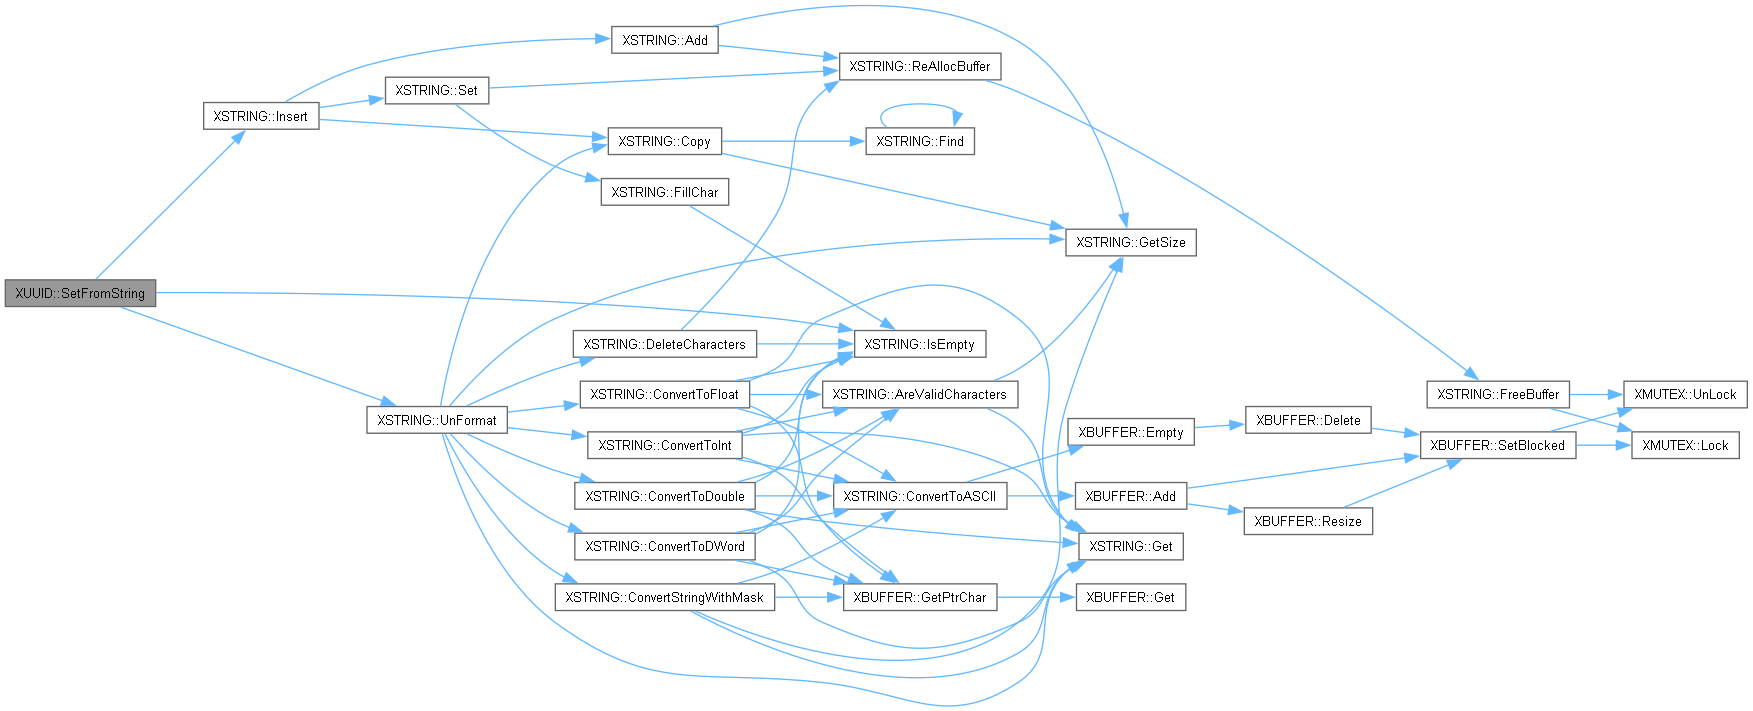 XSTRING::Add
XSTRING::ReAllocBuffer
XSTRING::Set
XSTRING::Insert
XSTRING::Copy
XSTRING::Find
XSTRING::FillChar
XSTRING::GetSize
XUUID::SetFromString
XSTRING::DeleteCharacters
XSTRING::IsEmpty
XSTRING::ConvertToFloat
XSTRING::AreValidCharacters
XSTRING::FreeBuffer
XMUTEX::UnLock
XSTRING::UnFormat
XBUFFER::Delete
XBUFFER::Empty
XSTRING::ConvertToInt
XBUFFER::SetBlocked
XMUTEX::Lock
XSTRING::ConvertToDouble
XSTRING::ConvertToASCII
XBUFFER::Add
XBUFFER::Resize
XSTRING::ConvertToDWord
XSTRING::Get
XSTRING::ConvertStringWithMask
XBUFFER::GetPtrChar
XBUFFER::Get